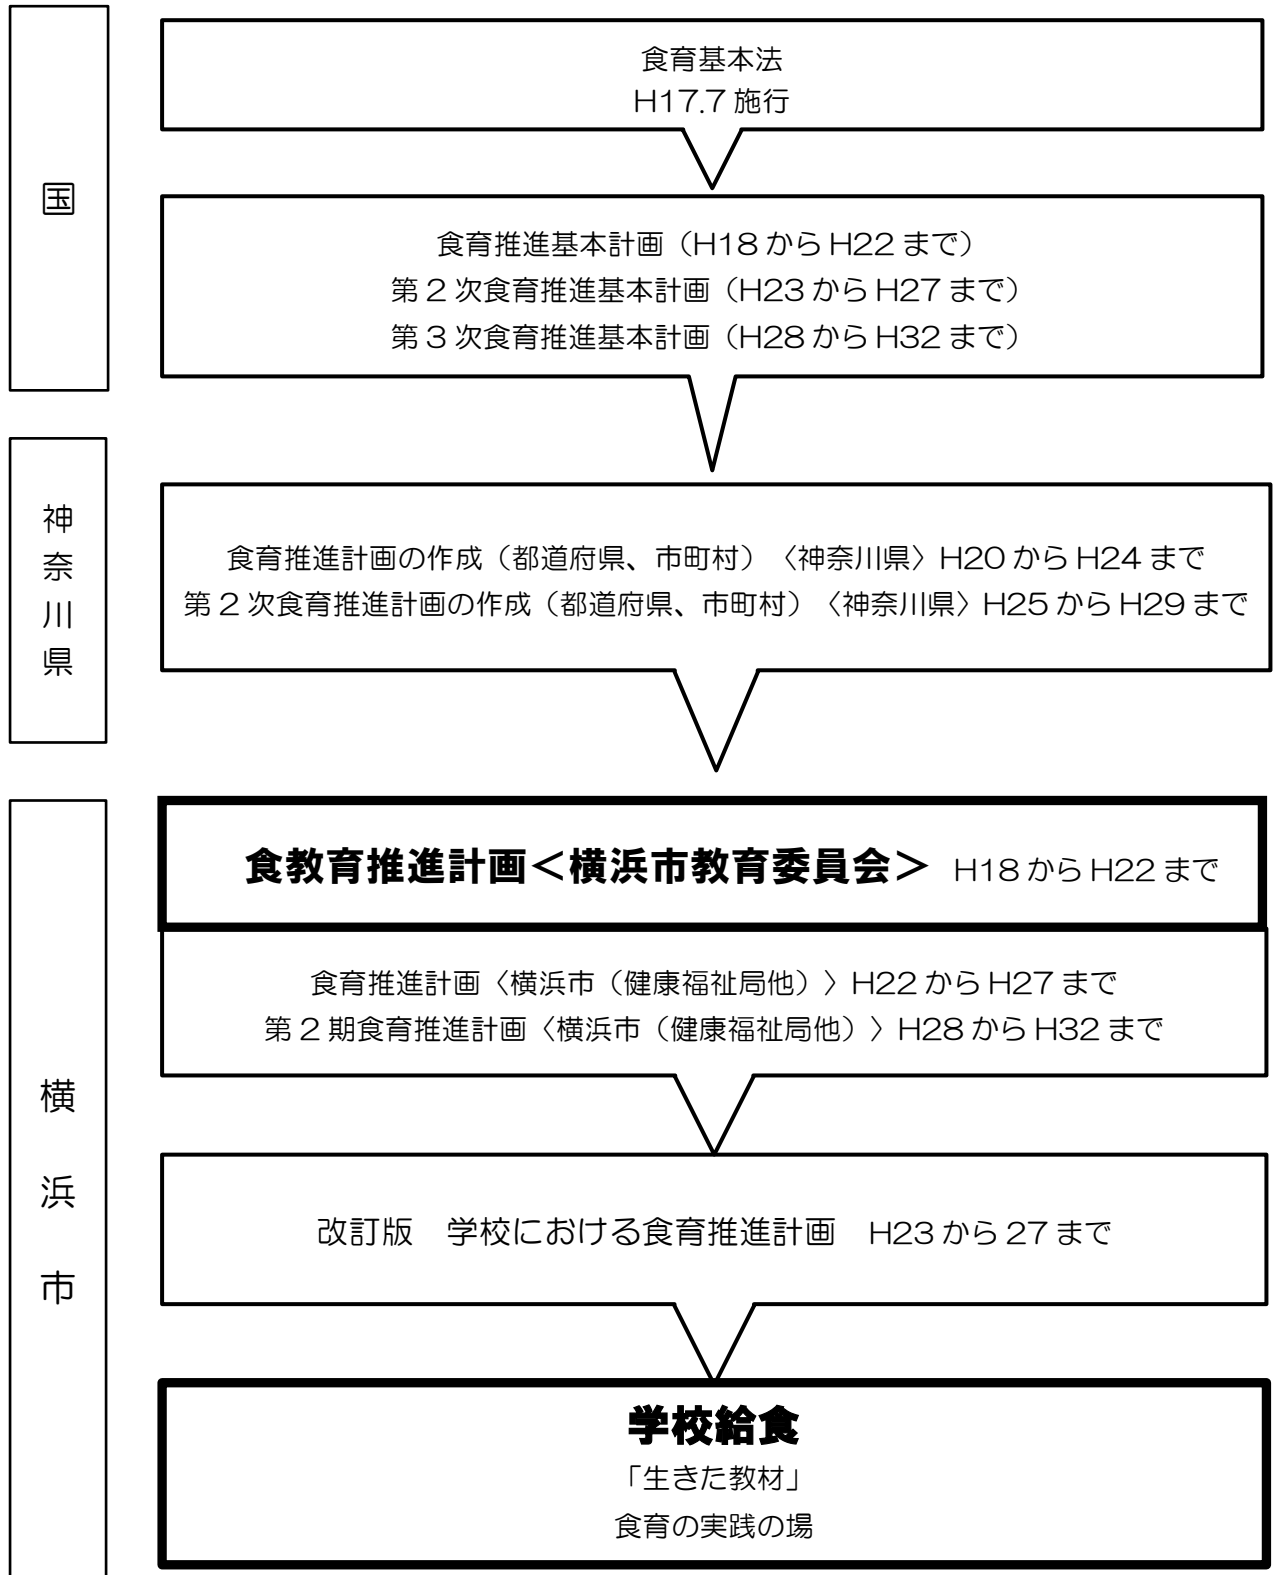 国
食育基本法
H17.7 施行
食育推進基本計画（H18 から H22 まで）
第 2 次食育推進基本計画（H23 から H27 まで）
第 3 次食育推進基本計画（H28 から H32 まで）
神奈川県
食育推進計画の作成（都道府県、市町村）〈神奈川県〉H20 から H24 まで
第 2 次食育推進計画の作成（都道府県、市町村）〈神奈川県〉H25 から H29 まで
横浜市
食教育推進計画＜横浜市教育委員会＞ H18 から H22 まで
食育推進計画〈横浜市（健康福祉局他）〉H22 から H27 まで
第 2 期食育推進計画〈横浜市（健康福祉局他）〉H28 から H32 まで
改訂版　学校における食育推進計画　H23 から 27 まで
学校給食
「生きた教材」
食育の実践の場